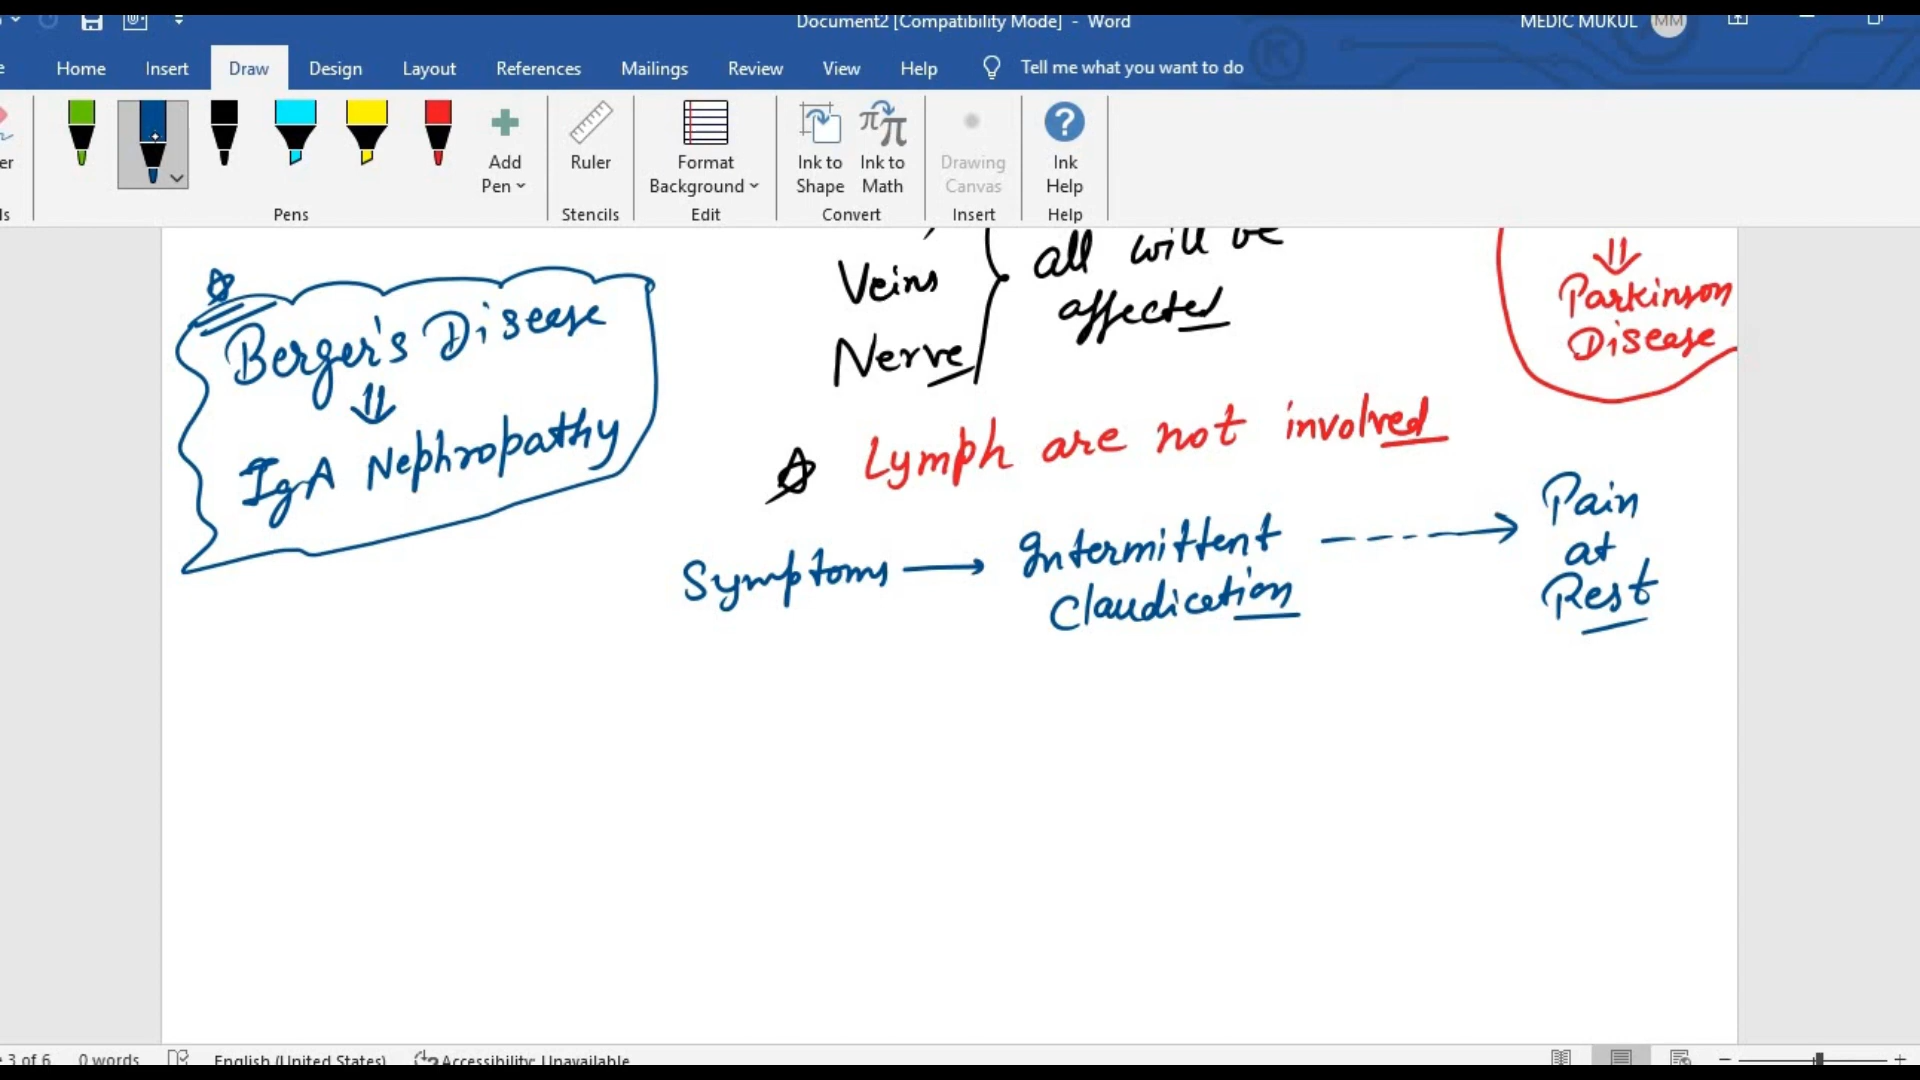 Document2 [Compatibility Mode] - Word
MEDIC MUKUL MM
Home Insert Draw Design Layout References Mailings Review View Help Tell me what you want to do
Add Pen
Ruler
Format Background
Ink to Shape
Ink to Math
Drawing Canvas
Ink Help
Pens Stencils Edit Convert Insert Help
all will be
Veins
affected
Nerve
Parkinson
Disease
Berger's Disease
IgA Nephropathy
Lymph are not involved
Symptoms → Intermittent
Claudication
Pain
at
Rest
3 of 6 0 words English (United States) Accessibility: Unavailable